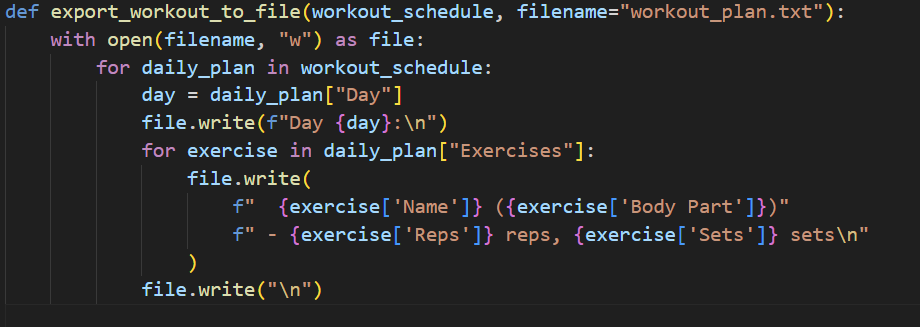 def export_workout_to_file(workout_schedule, filename="workout_plan.txt"):
    with open(filename, "w") as file:
        for daily_plan in workout_schedule:
            day = daily_plan["Day"]
            file.write(f"Day {day}:\n")
            for exercise in daily_plan["Exercises"]:
                file.write(
                    f"  {exercise['Name']} ({exercise['Body Part']})"
                    f" - {exercise['Reps']} reps, {exercise['Sets']} sets\n"
                )
            file.write("\n")